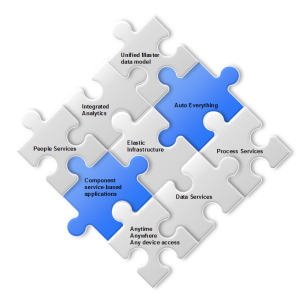 Unified Master
data model
Integrated
Analytics
Auto Everything
People Services
Elastic
Infrastructure
Process Services
Component
service-based
applications
Data Services
Anytime
Anywhere
Any device access